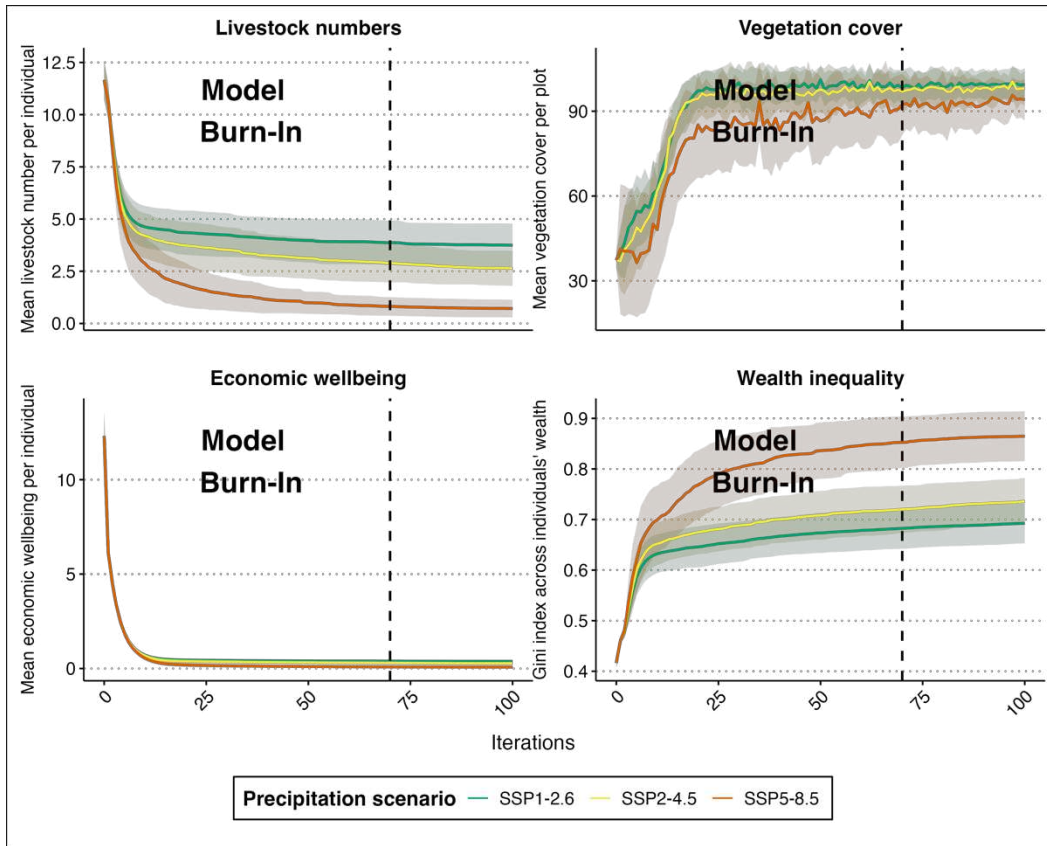 Livestock numbers
Mean livestock number per individual
12.5
10.0
7.5
5.0
2.5
0.0
Model
Burn-In
Vegetation cover
Mean vegetation cover per plot
90
60
30
Model
Burn-In
Economic wellbeing
Mean economic wellbeing per individual
10
5
0
Model
Burn-In
0
25
50
75
100
Wealth inequality
Gini index across individuals' wealth
0.9
0.8
0.7
0.6
0.5
0.4
Model
Burn-In
0
25
50
75
100
Iterations
Precipitation scenario SSP1-2.6 SSP2-4.5 SSP5-8.5